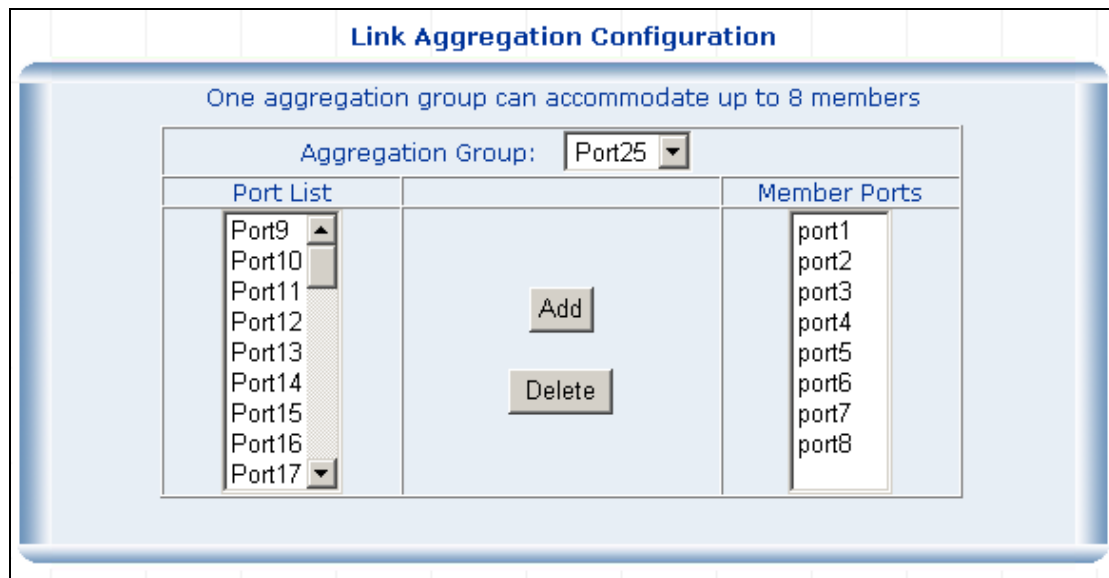 Link Aggregation Configuration
One aggregation group can accommodate up to 8 members
Aggregation Group: Port25
Port List
Member Ports
Port9
Port10
Port11
Port12
Port13
Port14
Port15
Port16
Port17
Add
Delete
port1
port2
port3
port4
port5
port6
port7
port8